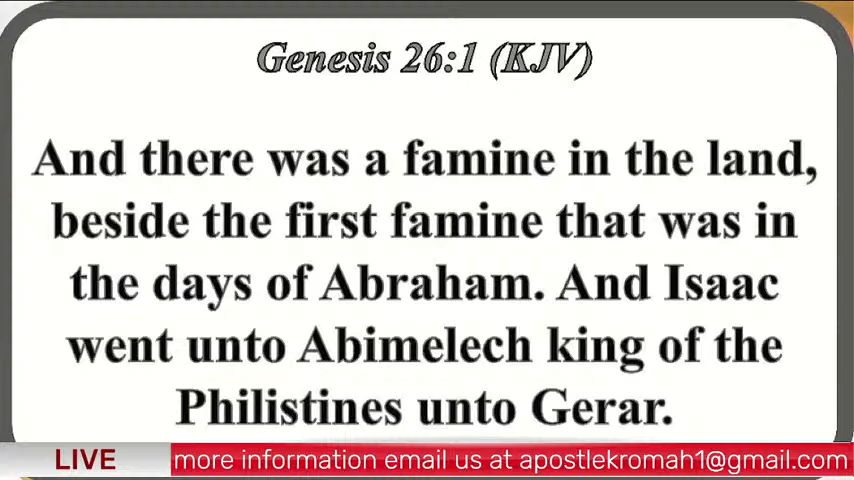 Genesis 26:1 (KJV)
And there was a famine in the land,
beside the first famine that was in
the days of Abraham. And Isaac
went unto Abimelech king of the
Philistines unto Gerar.
LIVE
more information email us at apostlekromah1@gmail.com